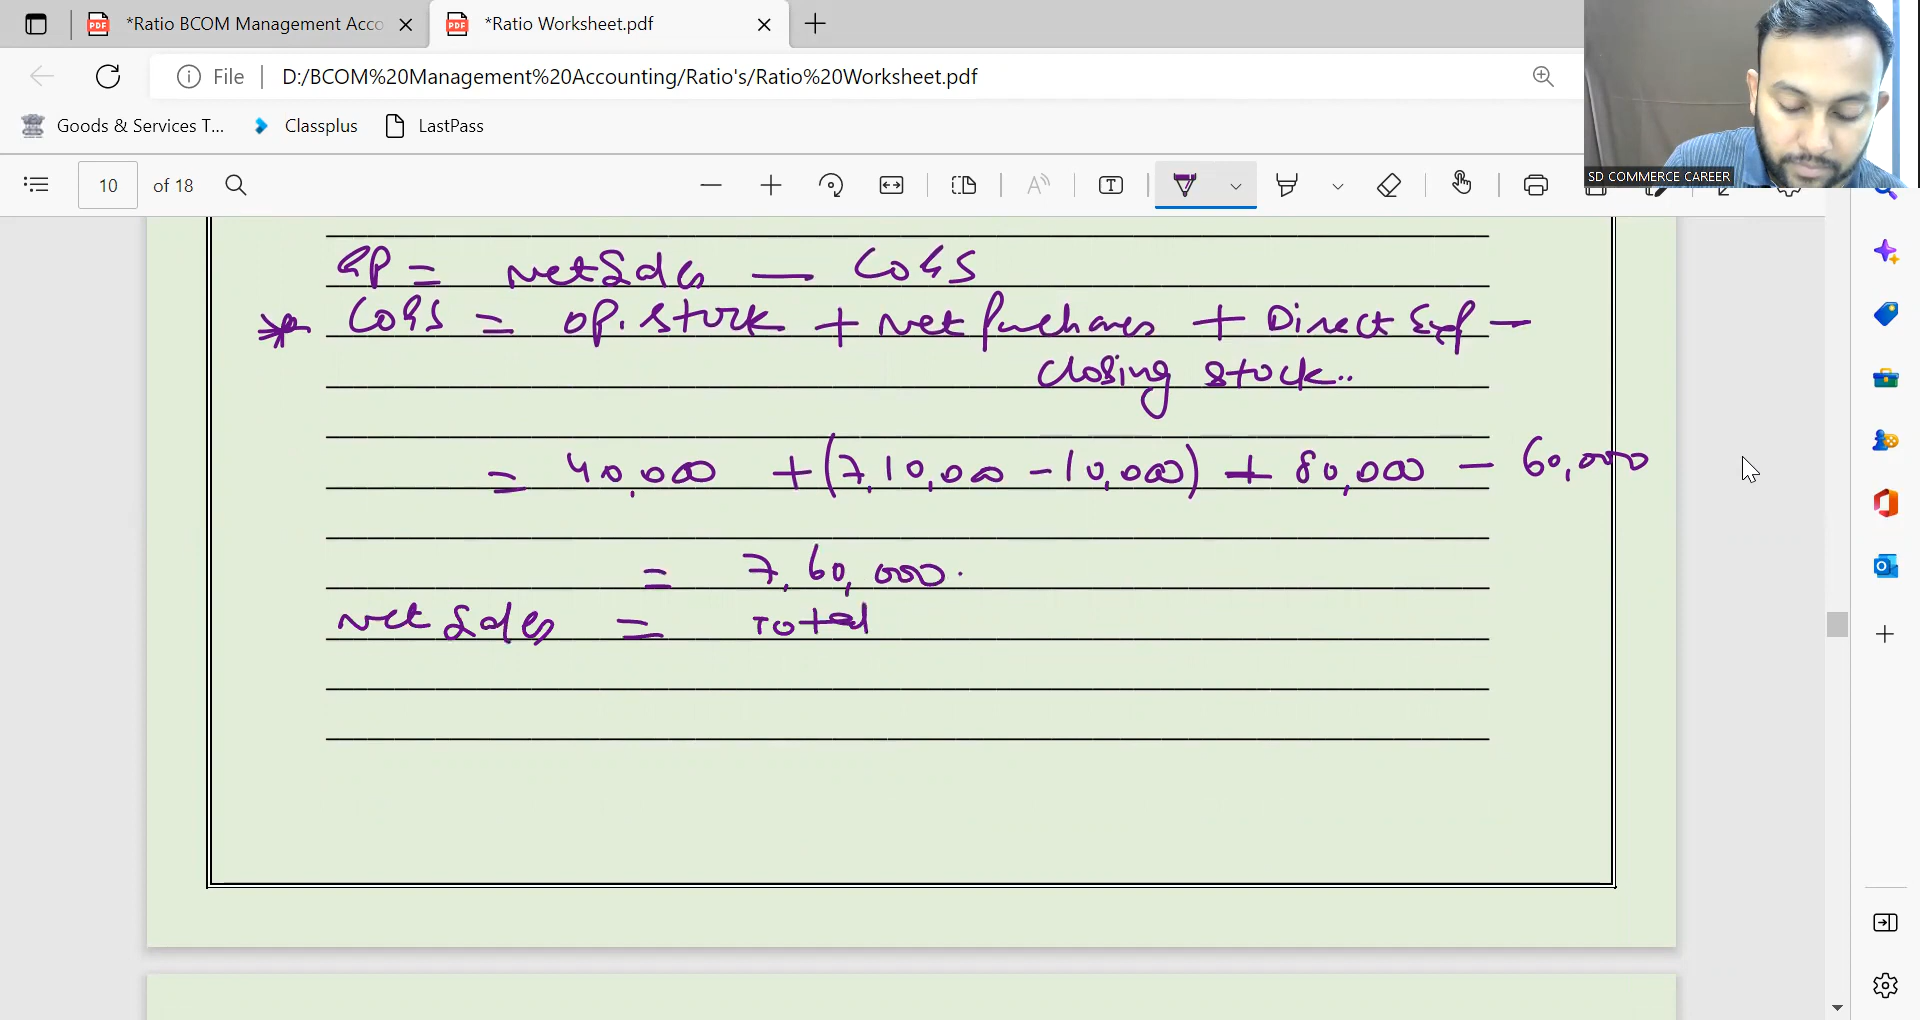 *Ratio BCOM Management Acco
*Ratio Worksheet.pdf
File
D:/BCOM%20Management%20Accounting/Ratio's/Ratio%20Worksheet.pdf
Goods & Services T...
Classplus
LastPass
SD COMMERCE CAREER
10 of 18
GP = Net Sales — COGS
* COGS = OP. Stock + Net Purchases + Direct Exp —
Closing stock..
= 40,000 + (7,10,000 - 10,000) + 80,000 - 60,000
= 7,60,000.
Net Sales = Total